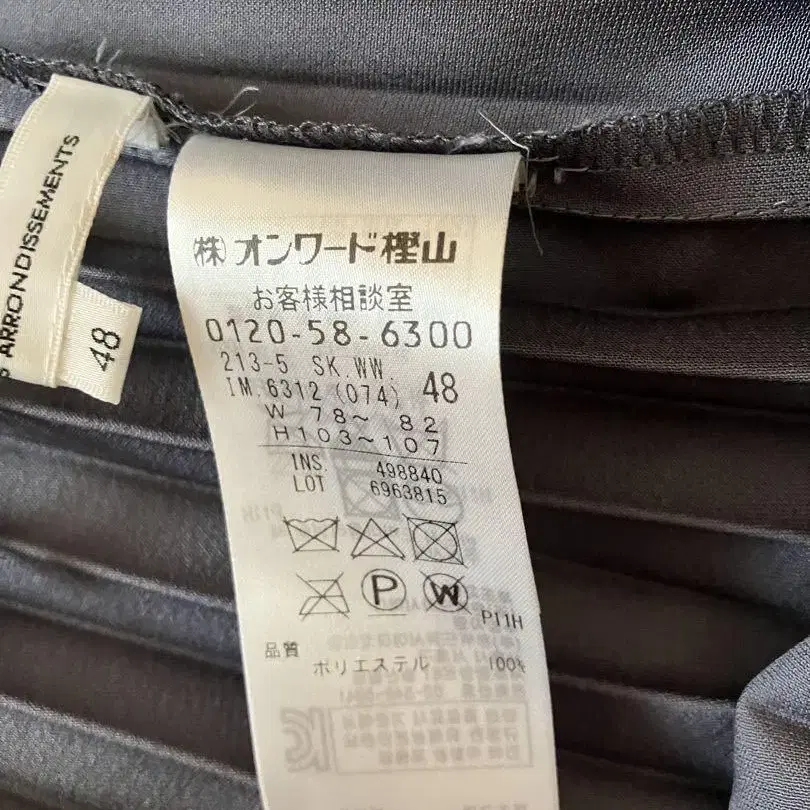 ARRONDISSEMENTS
48
(株)オンワード樫山
お客様相談室
0120-58-6300
213-5 SK.WW.
IM.6312 (074) 48
W 78～ 82
H103～107
INS. 498840
LOT 6963815
P W
P11H
品質
ポリエステル 100%